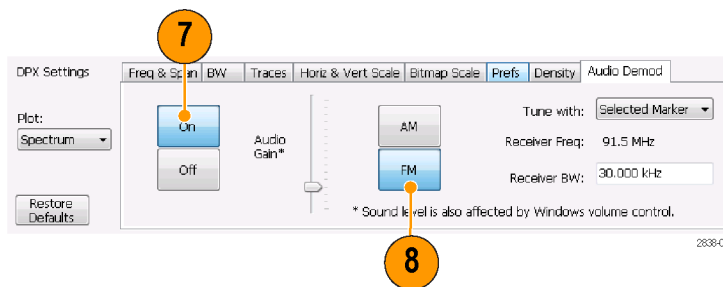 7
DPX Settings
Freq & Span BW Traces Horiz & Vert Scale Bitmap Scale Prefs Density Audio Demod
Plot:
Spectrum
Restore
Defaults
On
Off
Audio
Gain*
AM
FM
Tune with: Selected Marker
Receiver Freq: 91.5 MHz
Receiver BW: 30.000 kHz
* Sound level is also affected by Windows volume control.
8